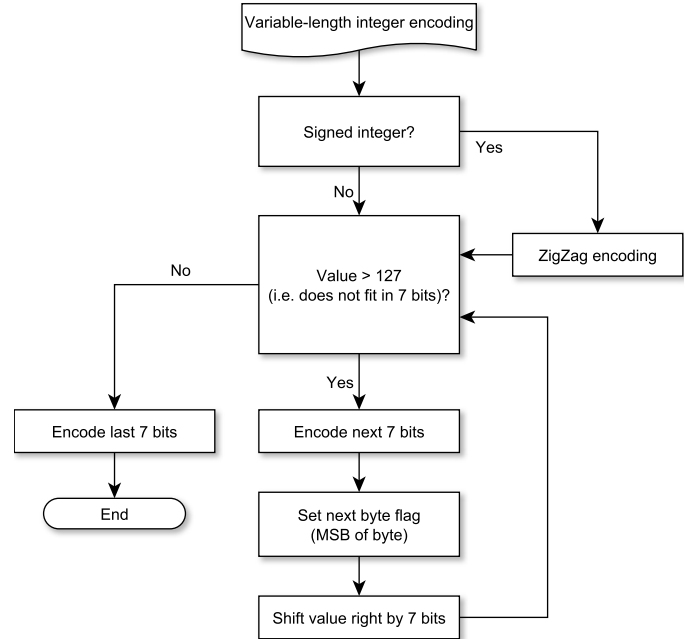 Variable-length integer encoding
Signed integer?
Yes
No
ZigZag encoding
Value > 127
(i.e. does not fit in 7 bits)?
No
Yes
Encode last 7 bits
Encode next 7 bits
End
Set next byte flag
(MSB of byte)
Shift value right by 7 bits